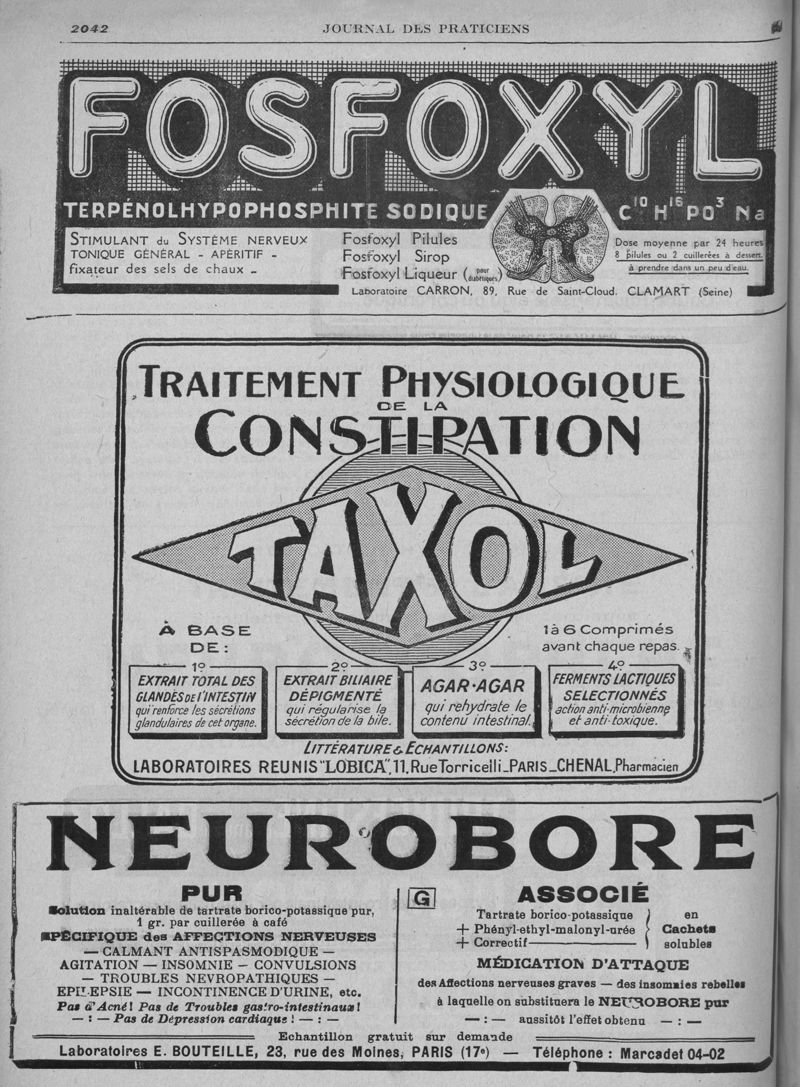 2042
JOURNAL DES PRATICIENS
FOSFOXYL
TERPÉNOLHYPOPHOSPHITE SODIQUE
C10 H16 PO3 Na
STIMULANT du SYSTÈME NERVEUX
TONIQUE GÉNÉRAL - APÉRITIF -
fixateur des sels de chaux -
Fosfoxyl Pilules
Fosfoxyl Sirop
Fosfoxyl Liqueur (pour diabétiques)
Dose moyenne par 24 heures
8 pilules ou 2 cuillerées à dessert.
à prendre dans un peu d'eau.
Laboratoire CARRON, 89, Rue de Saint-Cloud. CLAMART (Seine)
TRAITEMENT PHYSIOLOGIQUE
DE LA
CONSTIPATION
TAXOL
À BASE
DE:
1 à 6 Comprimés
avant chaque repas.
1º
EXTRAIT TOTAL DES
GLANDES DE L'INTESTIN
qui renforce les sécrétions
glandulaires de cet organe.
2º
EXTRAIT BILIAIRE
DÉPIGMENTÉ
qui régularise la
sécrétion de la bile.
3º
AGAR-AGAR
qui rehydrate le
contenu intestinal.
4º
FERMENTS LACTIQUES
SELECTIONNÉS
action anti-microbienne
et anti-toxique.
LITTÉRATURE & ECHANTILLONS:
LABORATOIRES REUNIS "LOBICA", 11, Rue Torricelli_PARIS_CHENAL, Pharmacien
NEUROBORE
PUR
Solution inaltérable de tartrate borico-potassique pur,
1 gr. par cuillerée à café
SPÉCIFIQUE des AFFECTIONS NERVEUSES
— CALMANT ANTISPASMODIQUE —
AGITATION — INSOMNIE — CONVULSIONS
— TROUBLES NEVROPATHIQUES —
EPILEPSIE — INCONTINENCE D'URINE, etc.
Pas d'Acné! Pas de Troubles gastro-intestinaux!
— : — Pas de Dépression cardiaque! — : —
G
ASSOCIÉ
Tartrate borico-potassique
+ Phényl-ethyl-malonyl-urée
+ Correctif
en
Cachets
solubles
MÉDICATION D'ATTAQUE
des Affections nerveuses graves — des insomnies rebelles
à laquelle on substituera le NEUROBORE pur
— : — aussitôt l'effet obtenu — : —
Echantillon gratuit sur demande
Laboratoires E. BOUTEILLE, 23, rue des Moines, PARIS (17e) — Téléphone : Marcadet 04-02